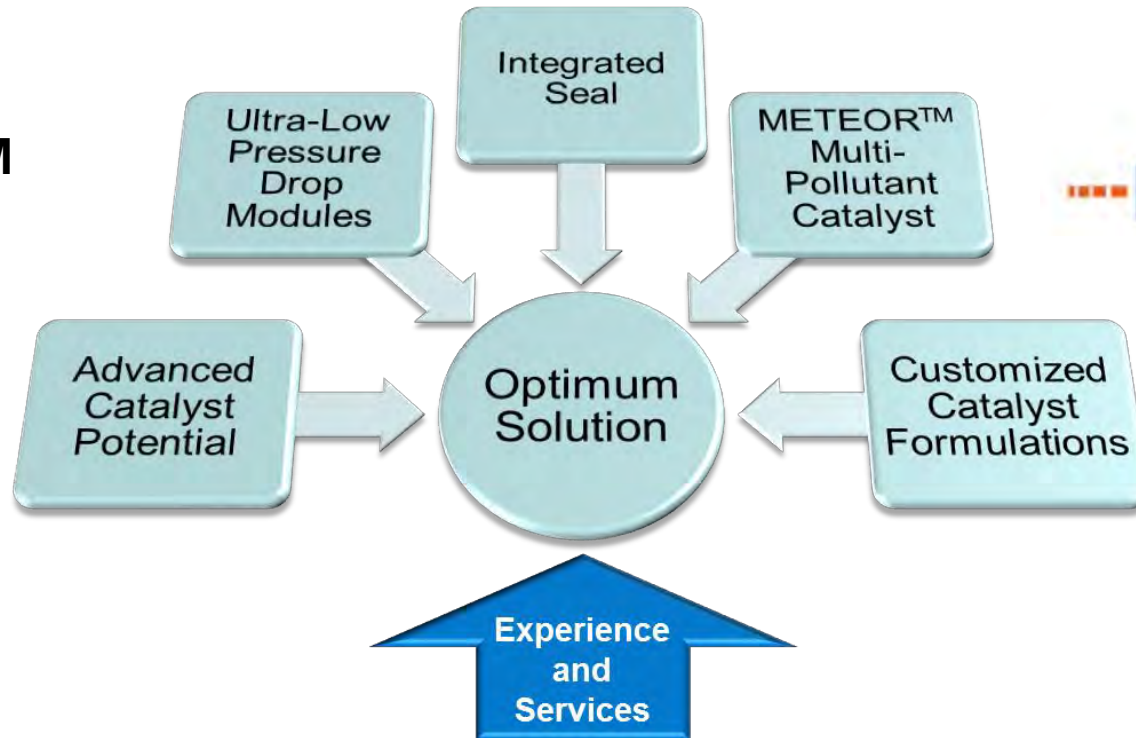 Integrated
Seal
Ultra-Low
Pressure
Drop
Modules
METEOR™
Multi-
Pollutant
Catalyst
M
Advanced
Catalyst
Potential
Optimum
Solution
Customized
Catalyst
Formulations
Experience
and
Services